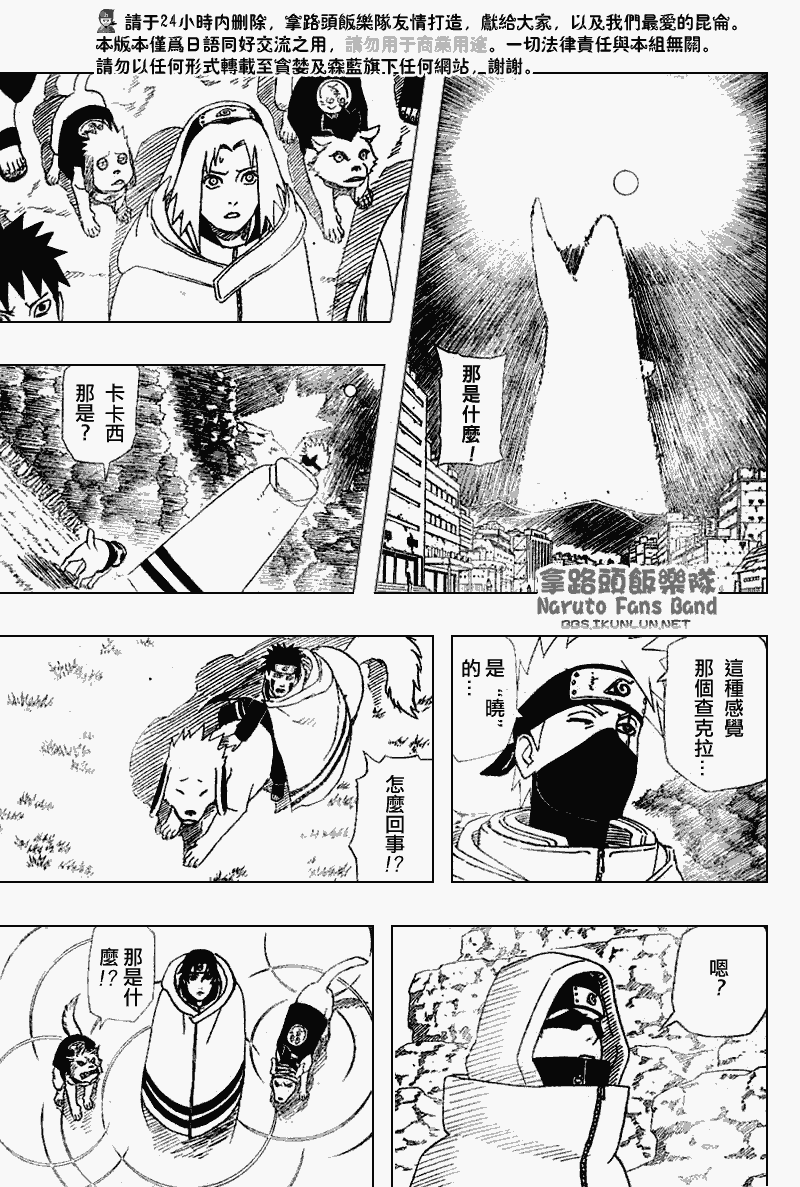 請于24小時内删除，拿路頭飯樂隊友情打造，獻給大家，以及我們最愛的昆侖。
本版本僅爲日語同好交流之用，請勿用于商業用途。一切法律責任與本組無關。
請勿以任何形式轉載至貪婪及森藍旗下任何網站，謝謝。
那是什麼！
卡卡西
那是？
拿路頭飯樂隊
Naruto Fans Band
BBS.IKUNLUN.NET
這種感覺
那個查克拉…
是“曉”
的…
怎麼回事！？
嗯？
那是什
麼！？